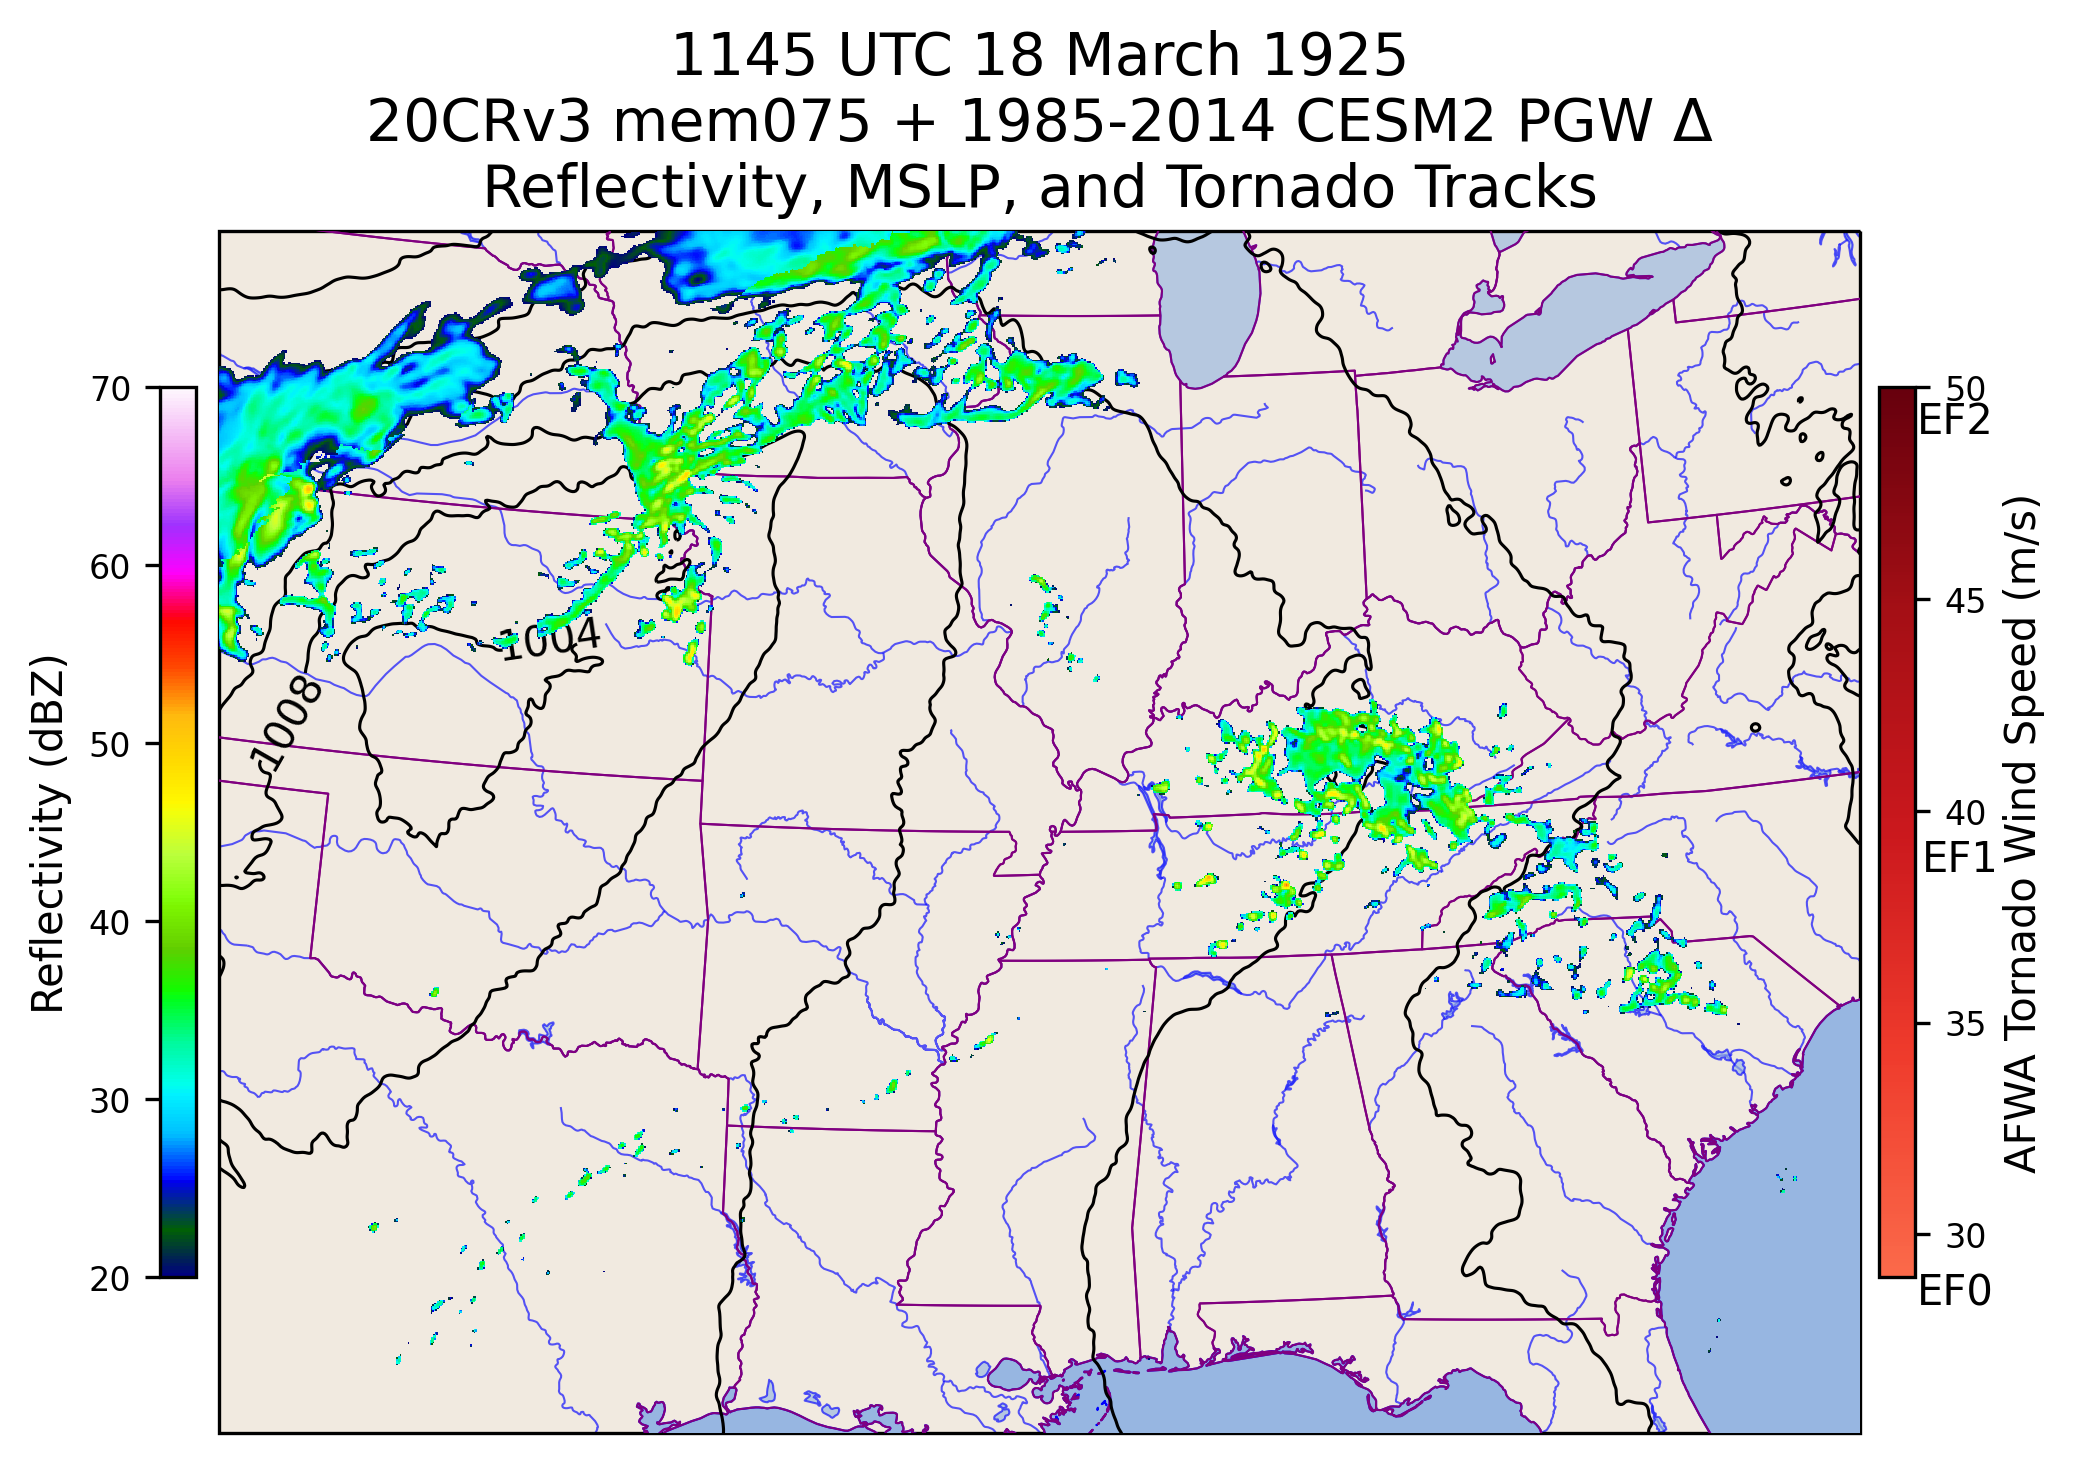 1145 UTC 18 March 1925
20CRv3 mem075 + 1985-2014 CESM2 PGW Δ
Reflectivity, MSLP, and Tornado Tracks
Reflectivity (dBZ)
70
60
50
40
30
20
1004
1008
50
EF2
45
40
EF1
35
30
EF0
AFWA Tornado Wind Speed (m/s)